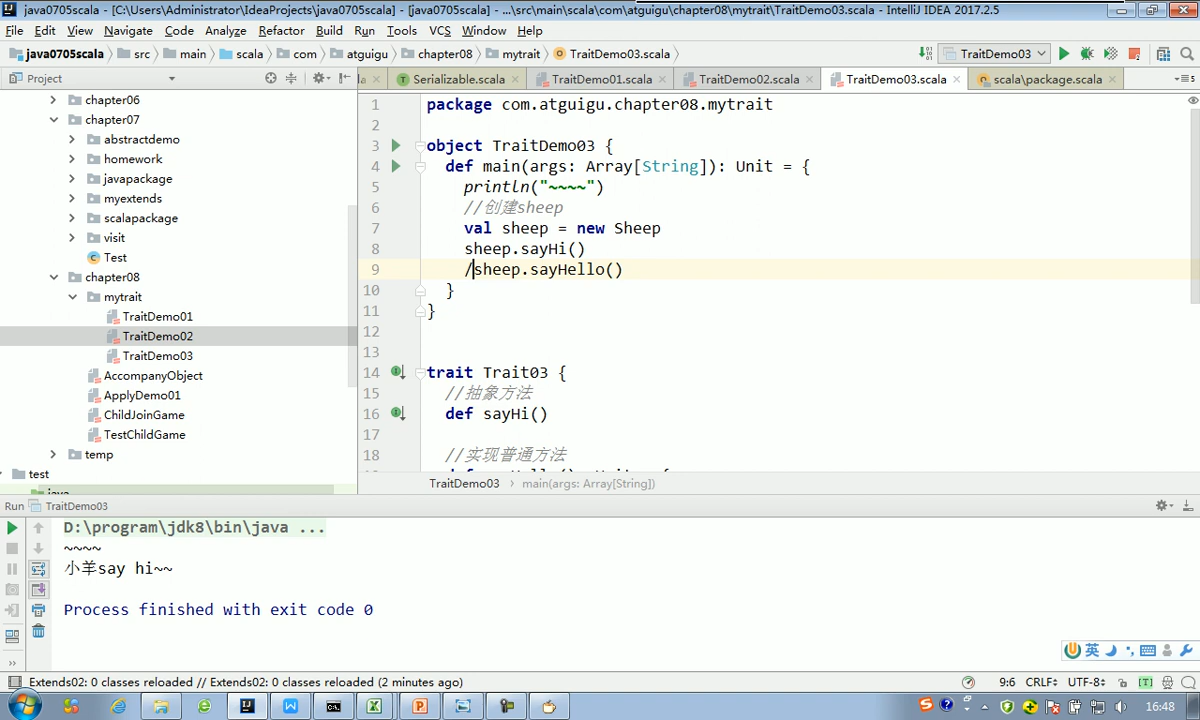 java0705scala - [C:\Users\Administrator\IdeaProjects\java0705scala] - [java0705scala] - ...\src\main\scala\com\atguigu\chapter08\mytrait\TraitDemo03.scala - IntelliJ IDEA 2017.2.5
File Edit View Navigate Code Analyze Refactor Build Run Tools VCS Window Help
java0705scala src main scala com atguigu chapter08 mytrait TraitDemo03.scala TraitDemo03
Project la Serializable.scala TraitDemo01.scala TraitDemo02.scala TraitDemo03.scala scala\package.scala
chapter06
chapter07
abstractdemo
homework
javapackage
myextends
scalapackage
visit
Test
chapter08
mytrait
TraitDemo01
TraitDemo02
TraitDemo03
AccompanyObject
ApplyDemo01
ChildJoinGame
TestChildGame
temp
test
java
1 package com.atguigu.chapter08.mytrait
2
3 object TraitDemo03 {
4 def main(args: Array[String]): Unit = {
5 println("~~~~")
6 //创建sheep
7 val sheep = new Sheep
8 sheep.sayHi()
9 /sheep.sayHello()
10 }
11 }
12
13
14 trait Trait03 {
15 //抽象方法
16 def sayHi()
17
18 //实现普通方法
TraitDemo03 main(args: Array[String])
Run TraitDemo03
D:\program\jdk8\bin\java ...
~~~~
小羊say hi~~
Process finished with exit code 0
英
Extends02: 0 classes reloaded // Extends02: 0 classes reloaded (2 minutes ago) 9:6 CRLF UTF-8 [T]
16:48